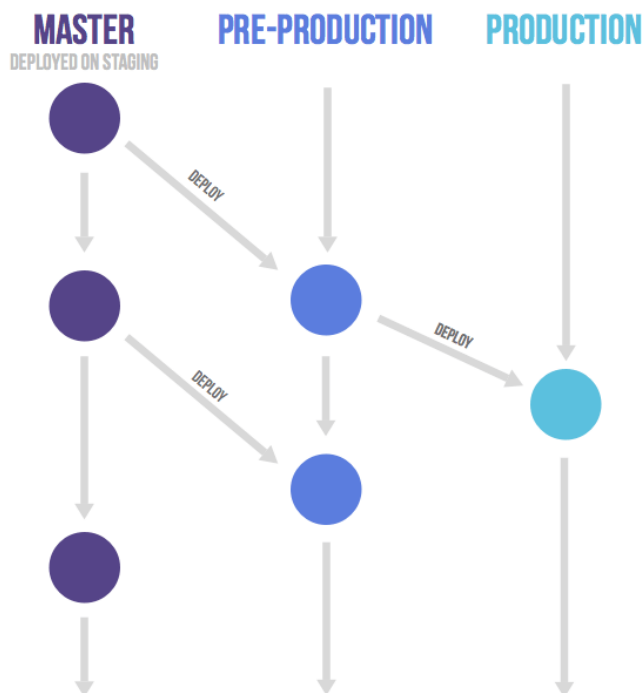 MASTER
DEPLOYED ON STAGING
PRE-PRODUCTION
PRODUCTION
DEPLOY
DEPLOY
DEPLOY